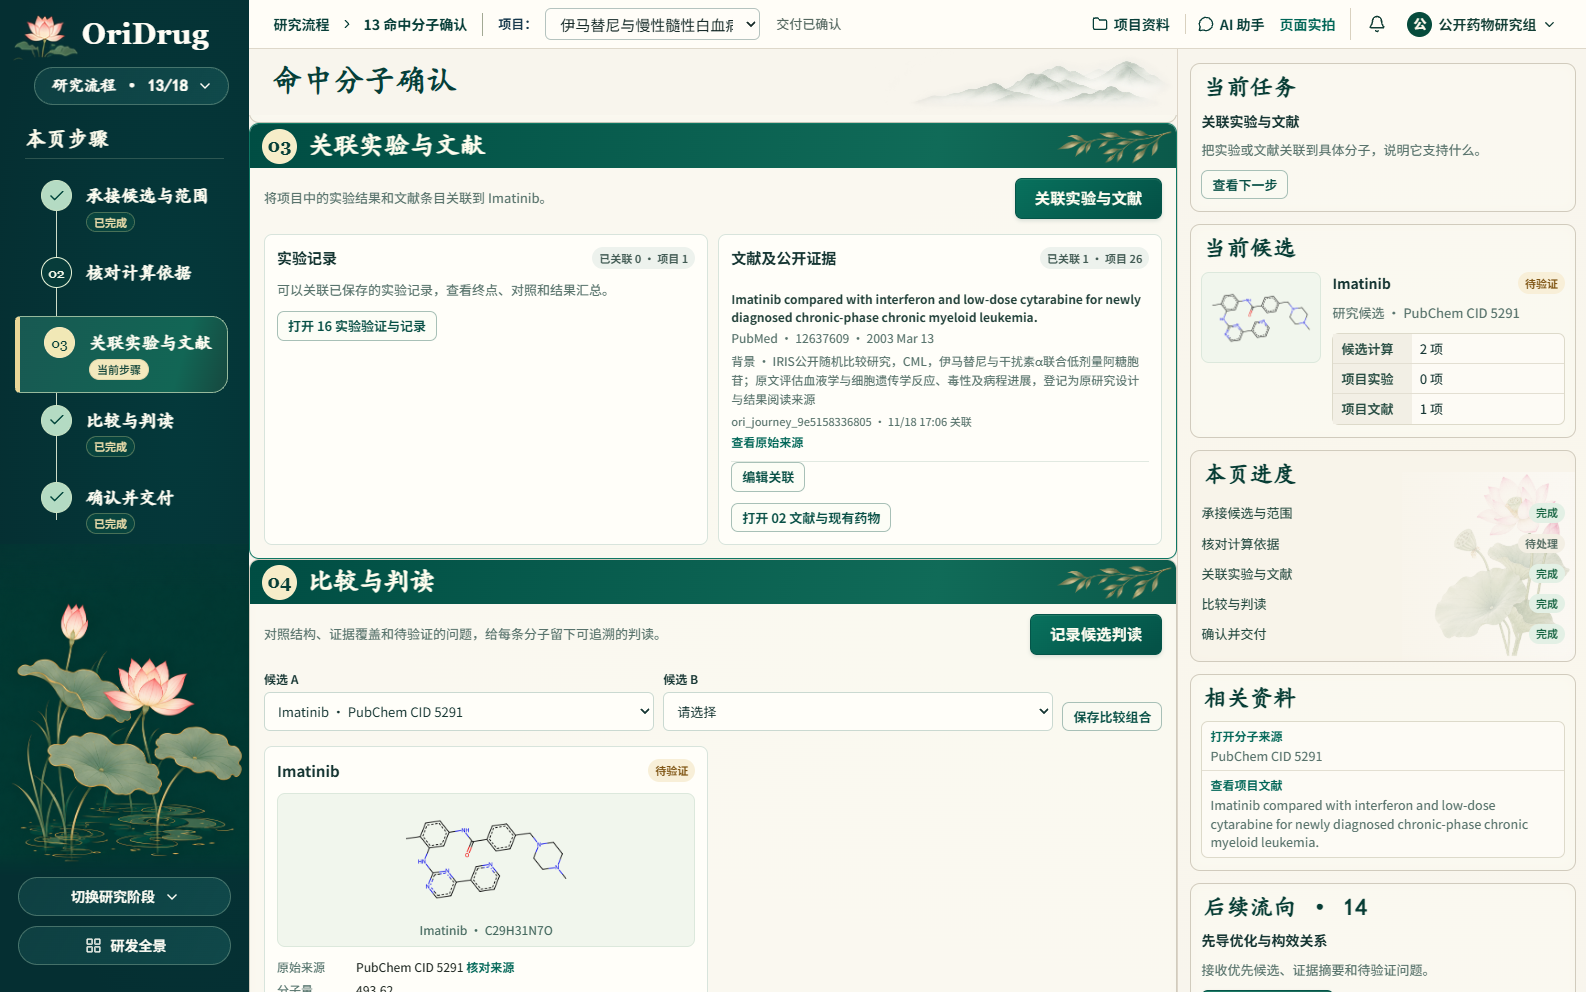 OriDrug
研究流程 • 13/18
本页步骤
承接候选与范围
已完成
02 核对计算依据
03 关联实验与文献
当前步骤
比较与判读
已完成
确认并交付
已完成
切换研究阶段
研发全景
研究流程 > 13 命中分子确认 项目： 伊马替尼与慢性髓性白血病 交付已确认 项目资料 AI 助手 页面实拍 公 公开药物研究组
命中分子确认
03 关联实验与文献
将项目中的实验结果和文献条目关联到 Imatinib。
关联实验与文献
实验记录 已关联 0 • 项目 1
可以关联已保存的实验记录，查看终点、对照和结果汇总。
打开 16 实验验证与记录
文献及公开证据 已关联 1 • 项目 26
Imatinib compared with interferon and low-dose cytarabine for newly
diagnosed chronic-phase chronic myeloid leukemia.
PubMed • 12637609 • 2003 Mar 13
背景 • IRIS公开随机比较研究，CML，伊马替尼与干扰素α联合低剂量阿糖胞
苷；原文评估血液学与细胞遗传学反应、毒性及病程进展，登记为原研究设计
与结果阅读来源
ori_journey_9e5158336805 • 11/18 17:06 关联
查看原始来源
编辑关联
打开 02 文献与现有药物
04 比较与判读
对照结构、证据覆盖和待验证的问题，给每条分子留下可追溯的判读。
记录候选判读
候选 A
Imatinib • PubChem CID 5291
候选 B
请选择
保存比较组合
Imatinib 待验证
Imatinib • C29H31N7O
原始来源 PubChem CID 5291 核对来源
分子量 493.62
当前任务
关联实验与文献
把实验或文献关联到具体分子，说明它支持什么。
查看下一步
当前候选
Imatinib 待验证
研究候选 • PubChem CID 5291
候选计算 2 项
项目实验 0 项
项目文献 1 项
本页进度
承接候选与范围 完成
核对计算依据 待处理
关联实验与文献 完成
比较与判读 完成
确认并交付 完成
相关资料
打开分子来源
PubChem CID 5291
查看项目文献
Imatinib compared with interferon and low-dose
cytarabine for newly diagnosed chronic-phase chronic
myeloid leukemia.
后续流向 • 14
先导优化与构效关系
接收优先候选、证据摘要和待验证问题。